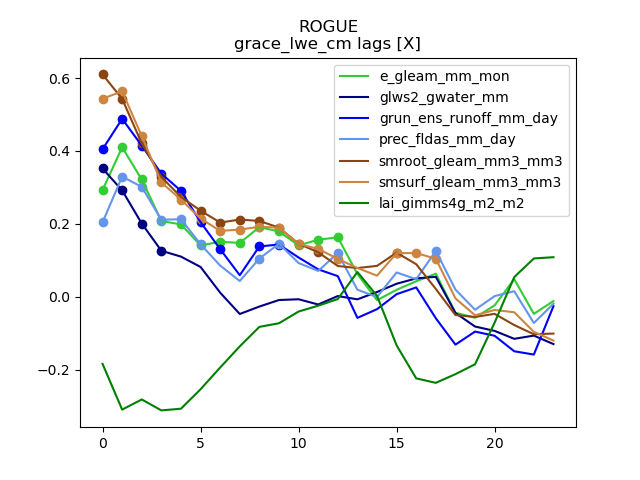 ROGUE
grace_lwe_cm lags [X]
0.6
0.4
0.2
0.0
−0.2
0
5
10
15
20
e_gleam_mm_mon
glws2_gwater_mm
grun_ens_runoff_mm_day
prec_fldas_mm_day
smroot_gleam_mm3_mm3
smsurf_gleam_mm3_mm3
lai_gimms4g_m2_m2